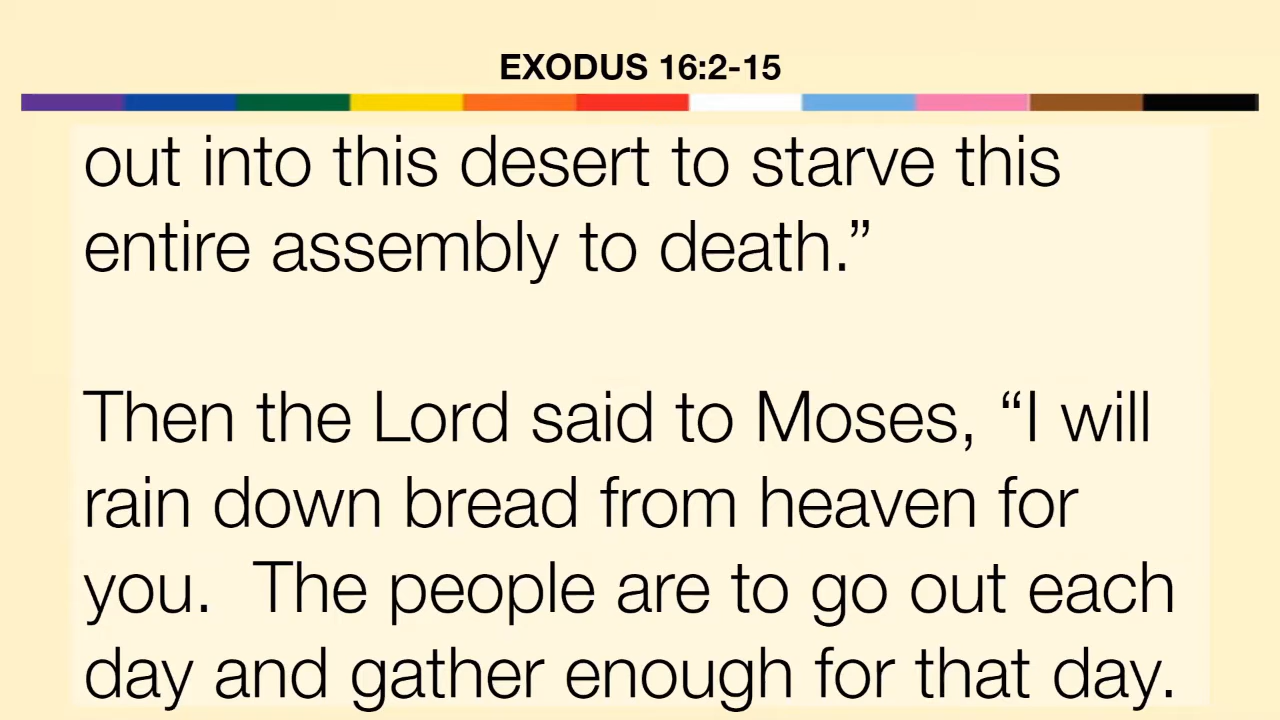 EXODUS 16:2-15
out into this desert to starve this
entire assembly to death.”
Then the Lord said to Moses, “I will
rain down bread from heaven for
you.  The people are to go out each
day and gather enough for that day.